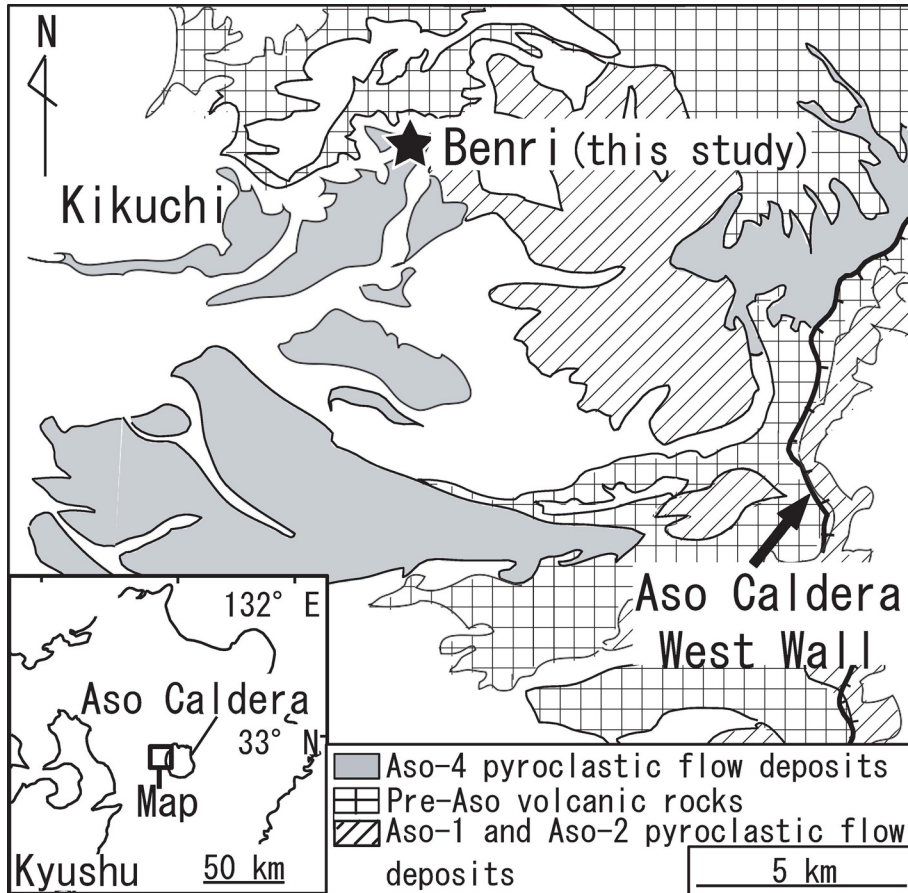 N
Benri (this study)
Kikuchi
Aso Caldera
West Wall
132° E
Aso Caldera
33° N
Map
Kyushu
50 km
Aso-4 pyroclastic flow deposits
Pre-Aso volcanic rocks
Aso-1 and Aso-2 pyroclastic flow
deposits
5 km